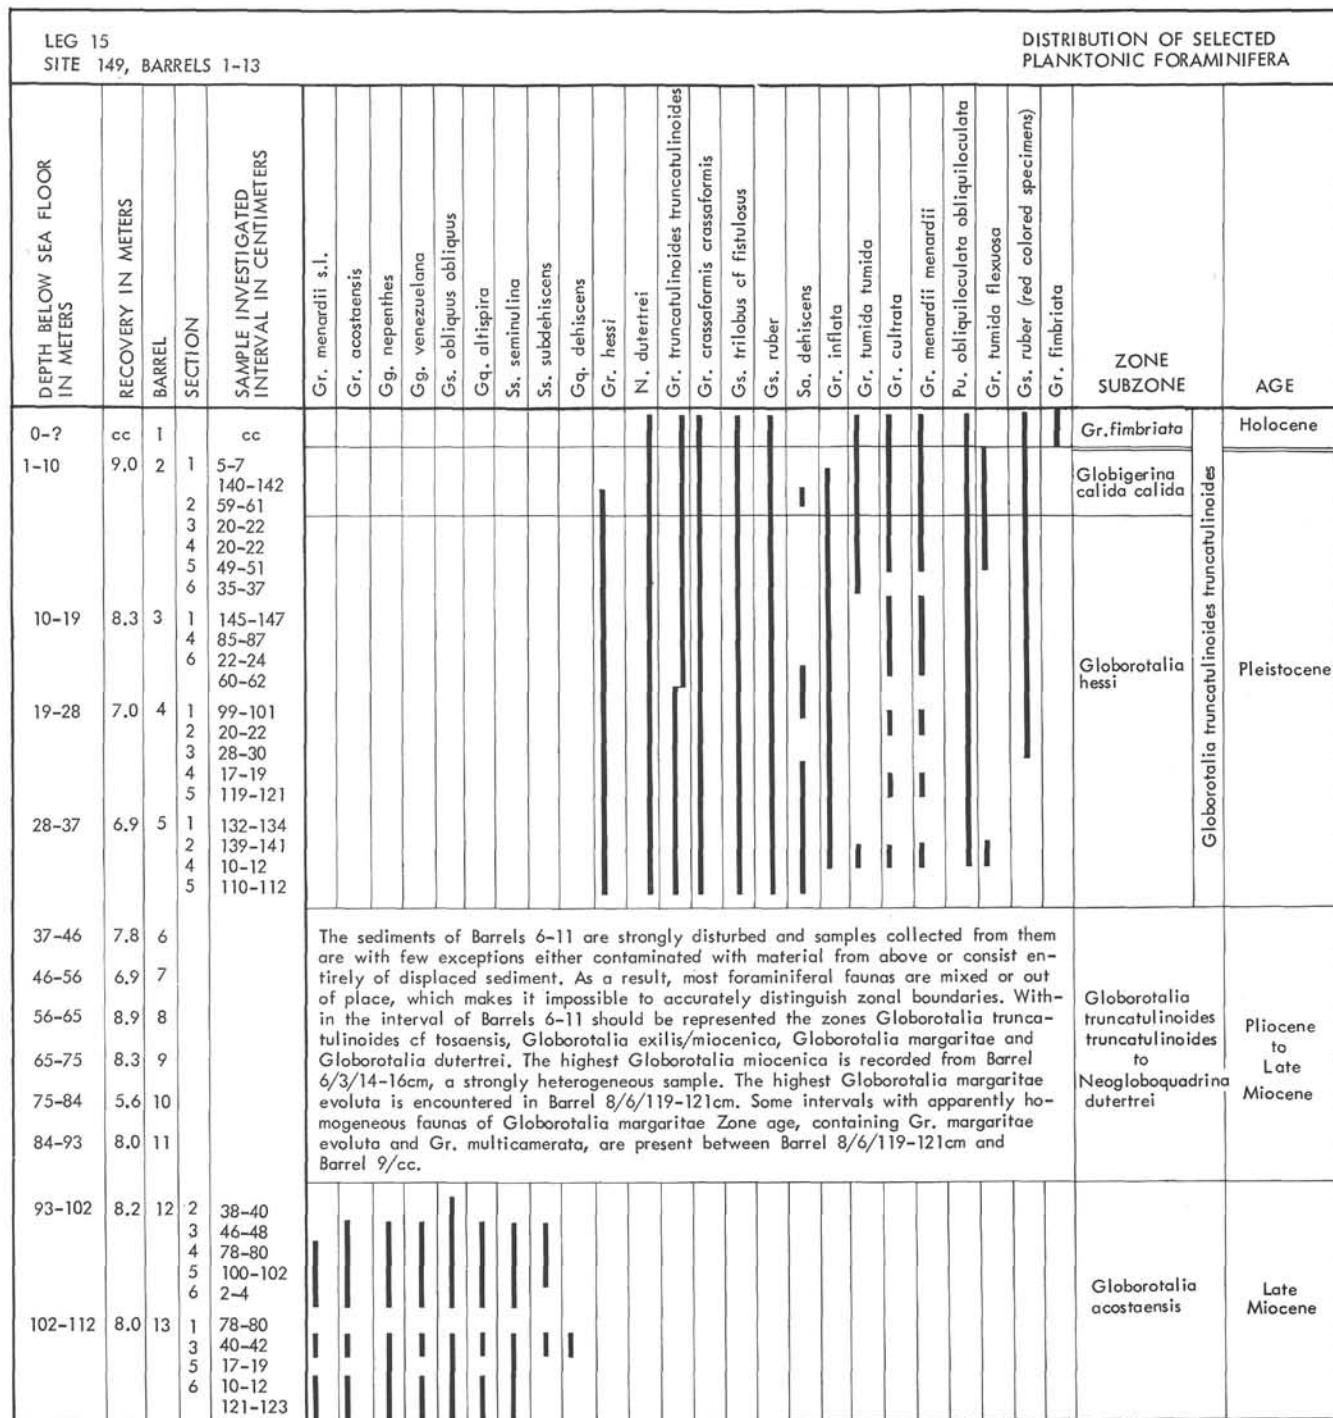 LEG 15
SITE 149, BARRELS 1-13
DISTRIBUTION OF SELECTED
PLANKTONIC FORAMINIFERA
DEPTH BELOW SEA FLOOR
IN METERS
RECOVERY IN METERS
BARREL
SECTION
SAMPLE INVESTIGATED
INTERVAL IN CENTIMETERS
Gr. menardii s.l.
Gr. acostaensis
Gg. nepenthes
Gg. venezuelana
Gs. obliquus obliquus
Gq. altispira
Ss. seminulina
Ss. subdehiscens
Gq. dehiscens
Gr. hessi
N. dutertrei
Gr. truncatulinoides truncatulinoides
Gr. crassaformis crassaformis
Gs. trilobus cf fistulosus
Gs. ruber
Sa. dehiscens
Gr. inflata
Gr. tumida tumida
Gr. cultrata
Gr. menardii menardii
Pu. obliquiloculata obliquiloculata
Gr. tumida flexuosa
Gs. ruber (red colored specimens)
Gr. fimbriata
ZONE
SUBZONE
AGE
0-? cc 1 cc
Gr.fimbriata
Holocene
1-10 9.0 2 1 5-7
140-142
2 59-61
3 20-22
4 20-22
5 49-51
6 35-37
Globigerina
calida calida
10-19 8.3 3 1 145-147
4 85-87
6 22-24
60-62
19-28 7.0 4 1 99-101
2 20-22
3 28-30
4 17-19
5 119-121
28-37 6.9 5 1 132-134
2 139-141
4 10-12
5 110-112
Globorotalia
hessi
Globorotalia truncatulinoides truncatulinoides
Pleistocene
37-46 7.8 6
46-56 6.9 7
56-65 8.9 8
65-75 8.3 9
75-84 5.6 10
84-93 8.0 11
The sediments of Barrels 6-11 are strongly disturbed and samples collected from them
are with few exceptions either contaminated with material from above or consist en-
tirely of displaced sediment. As a result, most foraminiferal faunas are mixed or out
of place, which makes it impossible to accurately distinguish zonal boundaries. With-
in the interval of Barrels 6-11 should be represented the zones Globorotalia trunca-
tulinoides cf tosaensis, Globorotalia exilis/miocenica, Globorotalia margaritae and
Globorotalia dutertrei. The highest Globorotalia miocenica is recorded from Barrel
6/3/14-16cm, a strongly heterogeneous sample. The highest Globorotalia margaritae
evoluta is encountered in Barrel 8/6/119-121cm. Some intervals with apparently ho-
mogeneous faunas of Globorotalia margaritae Zone age, containing Gr. margaritae
evoluta and Gr. multicamerata, are present between Barrel 8/6/119-121cm and
Barrel 9/cc.
Globorotalia
truncatulinoides
truncatulinoides
to
Neogloboquadrina
dutertrei
Pliocene
to
Late
Miocene
93-102 8.2 12 2 38-40
3 46-48
4 78-80
5 100-102
6 2-4
102-112 8.0 13 1 78-80
3 40-42
5 17-19
6 10-12
121-123
Globorotalia
acostaensis
Late
Miocene